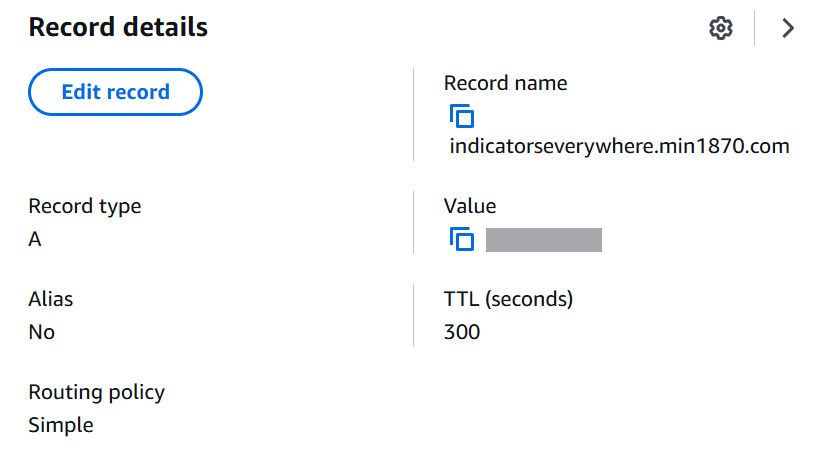 Record details
Edit record
Record name
indicatorseverywhere.min1870.com
Record type
A
Value
Alias
No
TTL (seconds)
300
Routing policy
Simple